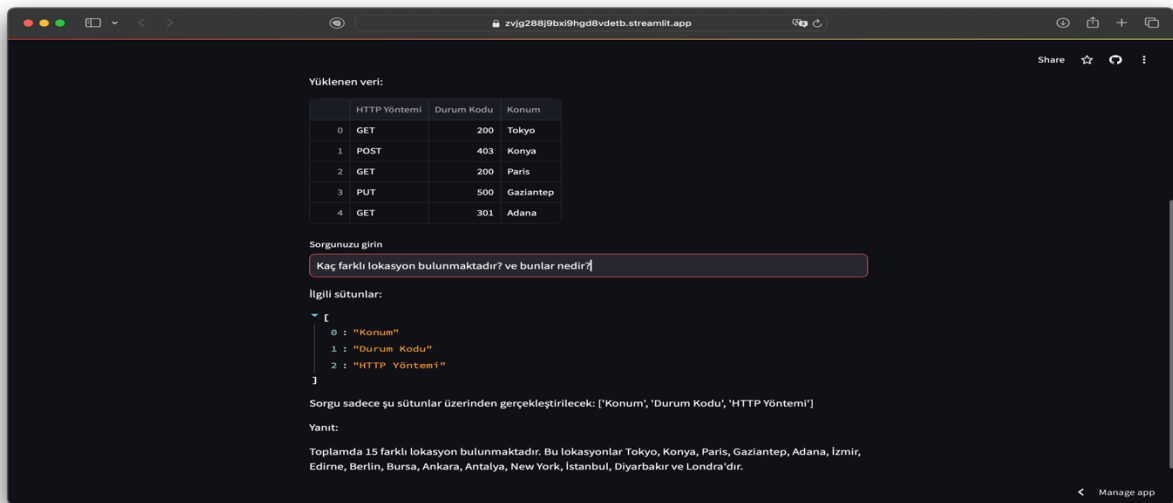 zvjg288j9bxi9hgd8vdetb.streamlit.app
Share
Yüklenen veri:
HTTP Yöntemi Durum Kodu Konum
0 GET 200 Tokyo
1 POST 403 Konya
2 GET 200 Paris
3 PUT 500 Gaziantep
4 GET 301 Adana
Sorgunuzu girin
Kaç farklı lokasyon bulunmaktadır? ve bunlar nedir?
İlgili sütunlar:
[
0 : "Konum"
1 : "Durum Kodu"
2 : "HTTP Yöntemi"
]
Sorgu sadece şu sütunlar üzerinden gerçekleştirilecek: ['Konum', 'Durum Kodu', 'HTTP Yöntemi']
Yanıt:
Toplamda 15 farklı lokasyon bulunmaktadır. Bu lokasyonlar Tokyo, Konya, Paris, Gaziantep, Adana, İzmir,
Edirne, Berlin, Bursa, Ankara, Antalya, New York, İstanbul, Diyarbakır ve Londra'dır.
< Manage app